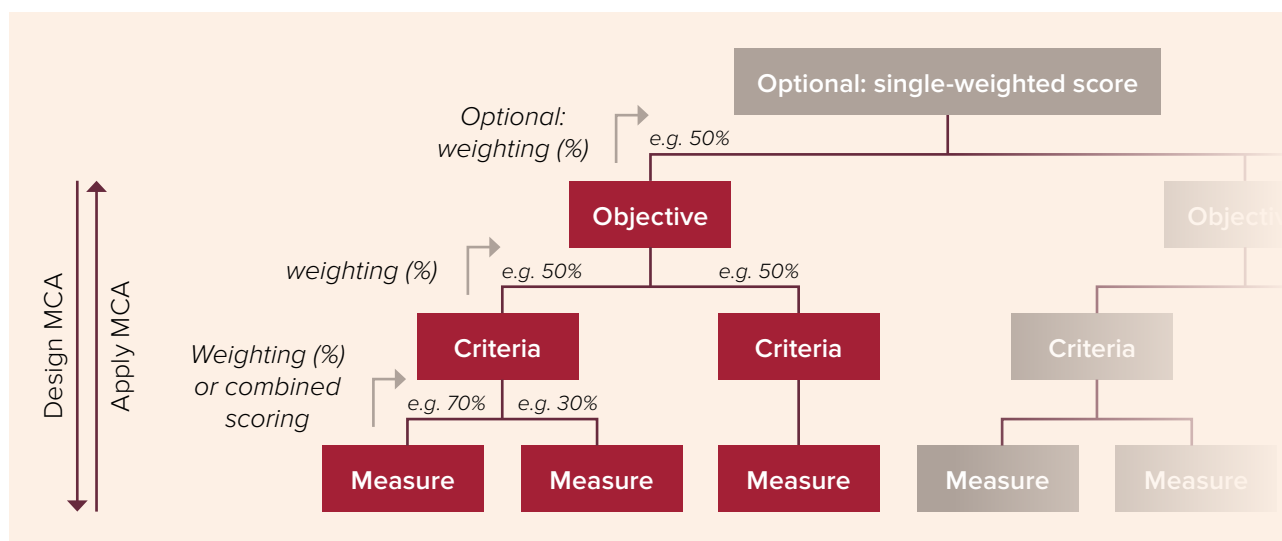 Optional: single-weighted score
Optional:
weighting (%)
e.g. 50%
Objective
weighting (%)
e.g. 50%
e.g. 50%
Criteria
Criteria
Criteria
Weighting (%)
or combined
scoring
e.g. 70%
e.g. 30%
Measure
Measure
Measure
Measure
Measure
Design MCA
Apply MCA